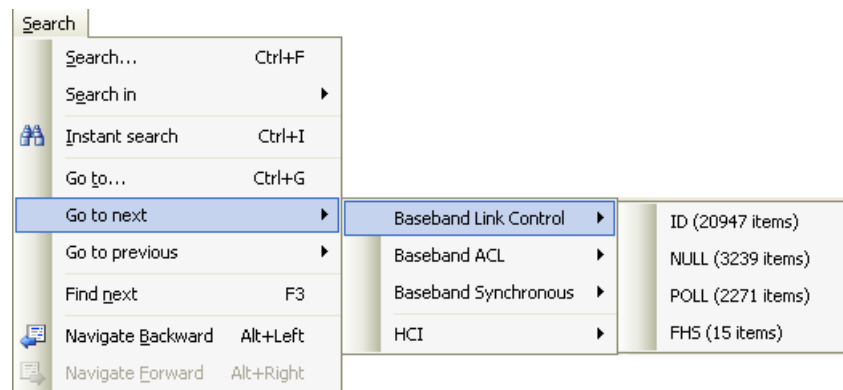 Search
Search... Ctrl+F
Search in
Instant search Ctrl+I
Go to... Ctrl+G
Go to next
Go to previous
Find next F3
Navigate Backward Alt+Left
Navigate Forward Alt+Right
Baseband Link Control
Baseband ACL
Baseband Synchronous
HCI
ID (20947 items)
NULL (3239 items)
POLL (2271 items)
FHS (15 items)